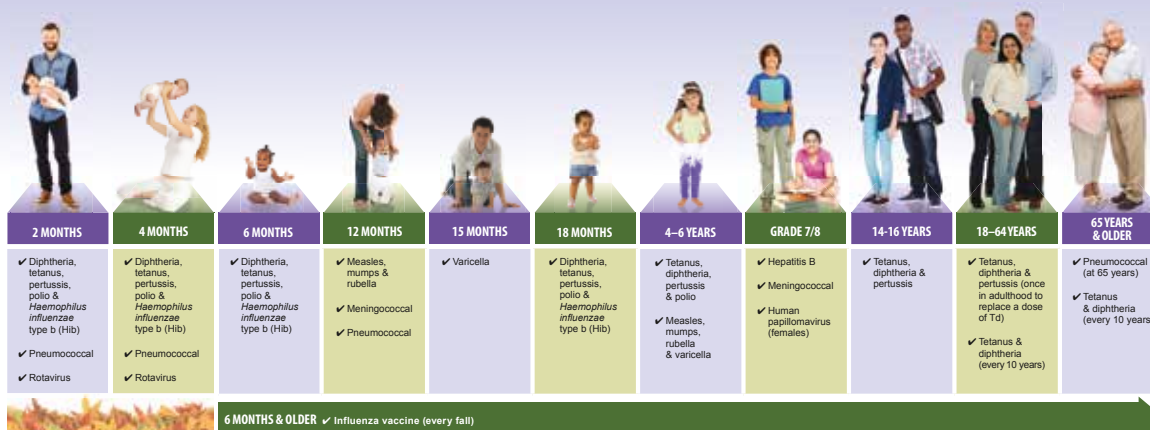 2 MONTHS
✔ Diphtheria,
tetanus,
pertussis,
polio &
Haemophilus
influenzae
type b (Hib)
✔ Pneumococcal
✔ Rotavirus
4 MONTHS
✔ Diphtheria,
tetanus,
pertussis,
polio &
Haemophilus
influenzae
type b (Hib)
✔ Pneumococcal
✔ Rotavirus
6 MONTHS
✔ Diphtheria,
tetanus,
pertussis,
polio &
Haemophilus
influenzae
type b (Hib)
12 MONTHS
✔ Measles,
mumps &
rubella
✔ Meningococcal
✔ Pneumococcal
15 MONTHS
✔ Varicella
18 MONTHS
✔ Diphtheria,
tetanus,
pertussis,
polio &
Haemophilus
influenzae
type b (Hib)
4–6 YEARS
✔ Tetanus,
diphtheria,
pertussis
& polio
✔ Measles,
mumps,
rubella
& varicella
GRADE 7/8
✔ Hepatitis B
✔ Meningococcal
✔ Human
papillomavirus
(females)
14-16 YEARS
✔ Tetanus,
diphtheria &
pertussis
18–64 YEARS
✔ Tetanus,
diphtheria &
pertussis (once
in adulthood to
replace a dose
of Td)
✔ Tetanus &
diphtheria
(every 10 years)
65 YEARS
& OLDER
✔ Pneumococcal
(at 65 years)
✔ Tetanus
& diphtheria
(every 10 years
6 MONTHS & OLDER ✔ Influenza vaccine (every fall)